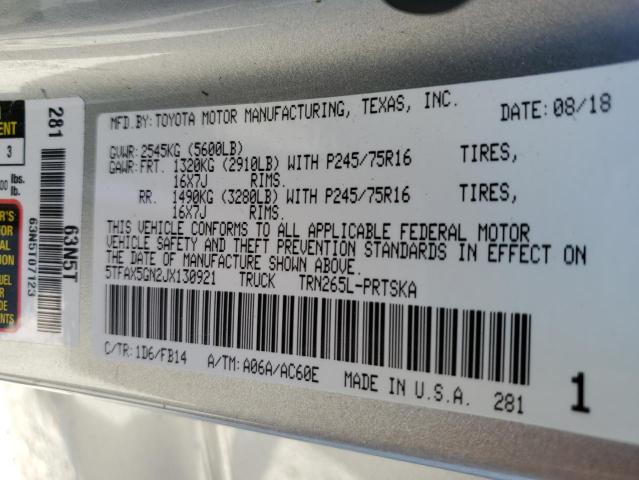 MFD.BY:TOYOTA MOTOR MANUFACTURING, TEXAS, INC. DATE:08/18
GVWR:2545KG (5600LB)
GAWR:FRT. 1320KG (2910LB) WITH P245/75R16 TIRES,
16X7J RIMS.
RR. 1490KG (3280LB) WITH P245/75R16 TIRES,
16X7J RIMS.
THIS VEHICLE CONFORMS TO ALL APPLICABLE FEDERAL MOTOR
VEHICLE SAFETY AND THEFT PREVENTION STANDARDS IN EFFECT ON
THE DATE OF MANUFACTURE SHOWN ABOVE.
5TFAX5GN2JX130921 TRUCK TRN265L-PRTSKA
C/TR:1D6/FB14 A/TM:A06A/AC60E MADE IN U.S.A. 281 1
281
63N5T
63N5T07123
3
lbs.
lb.